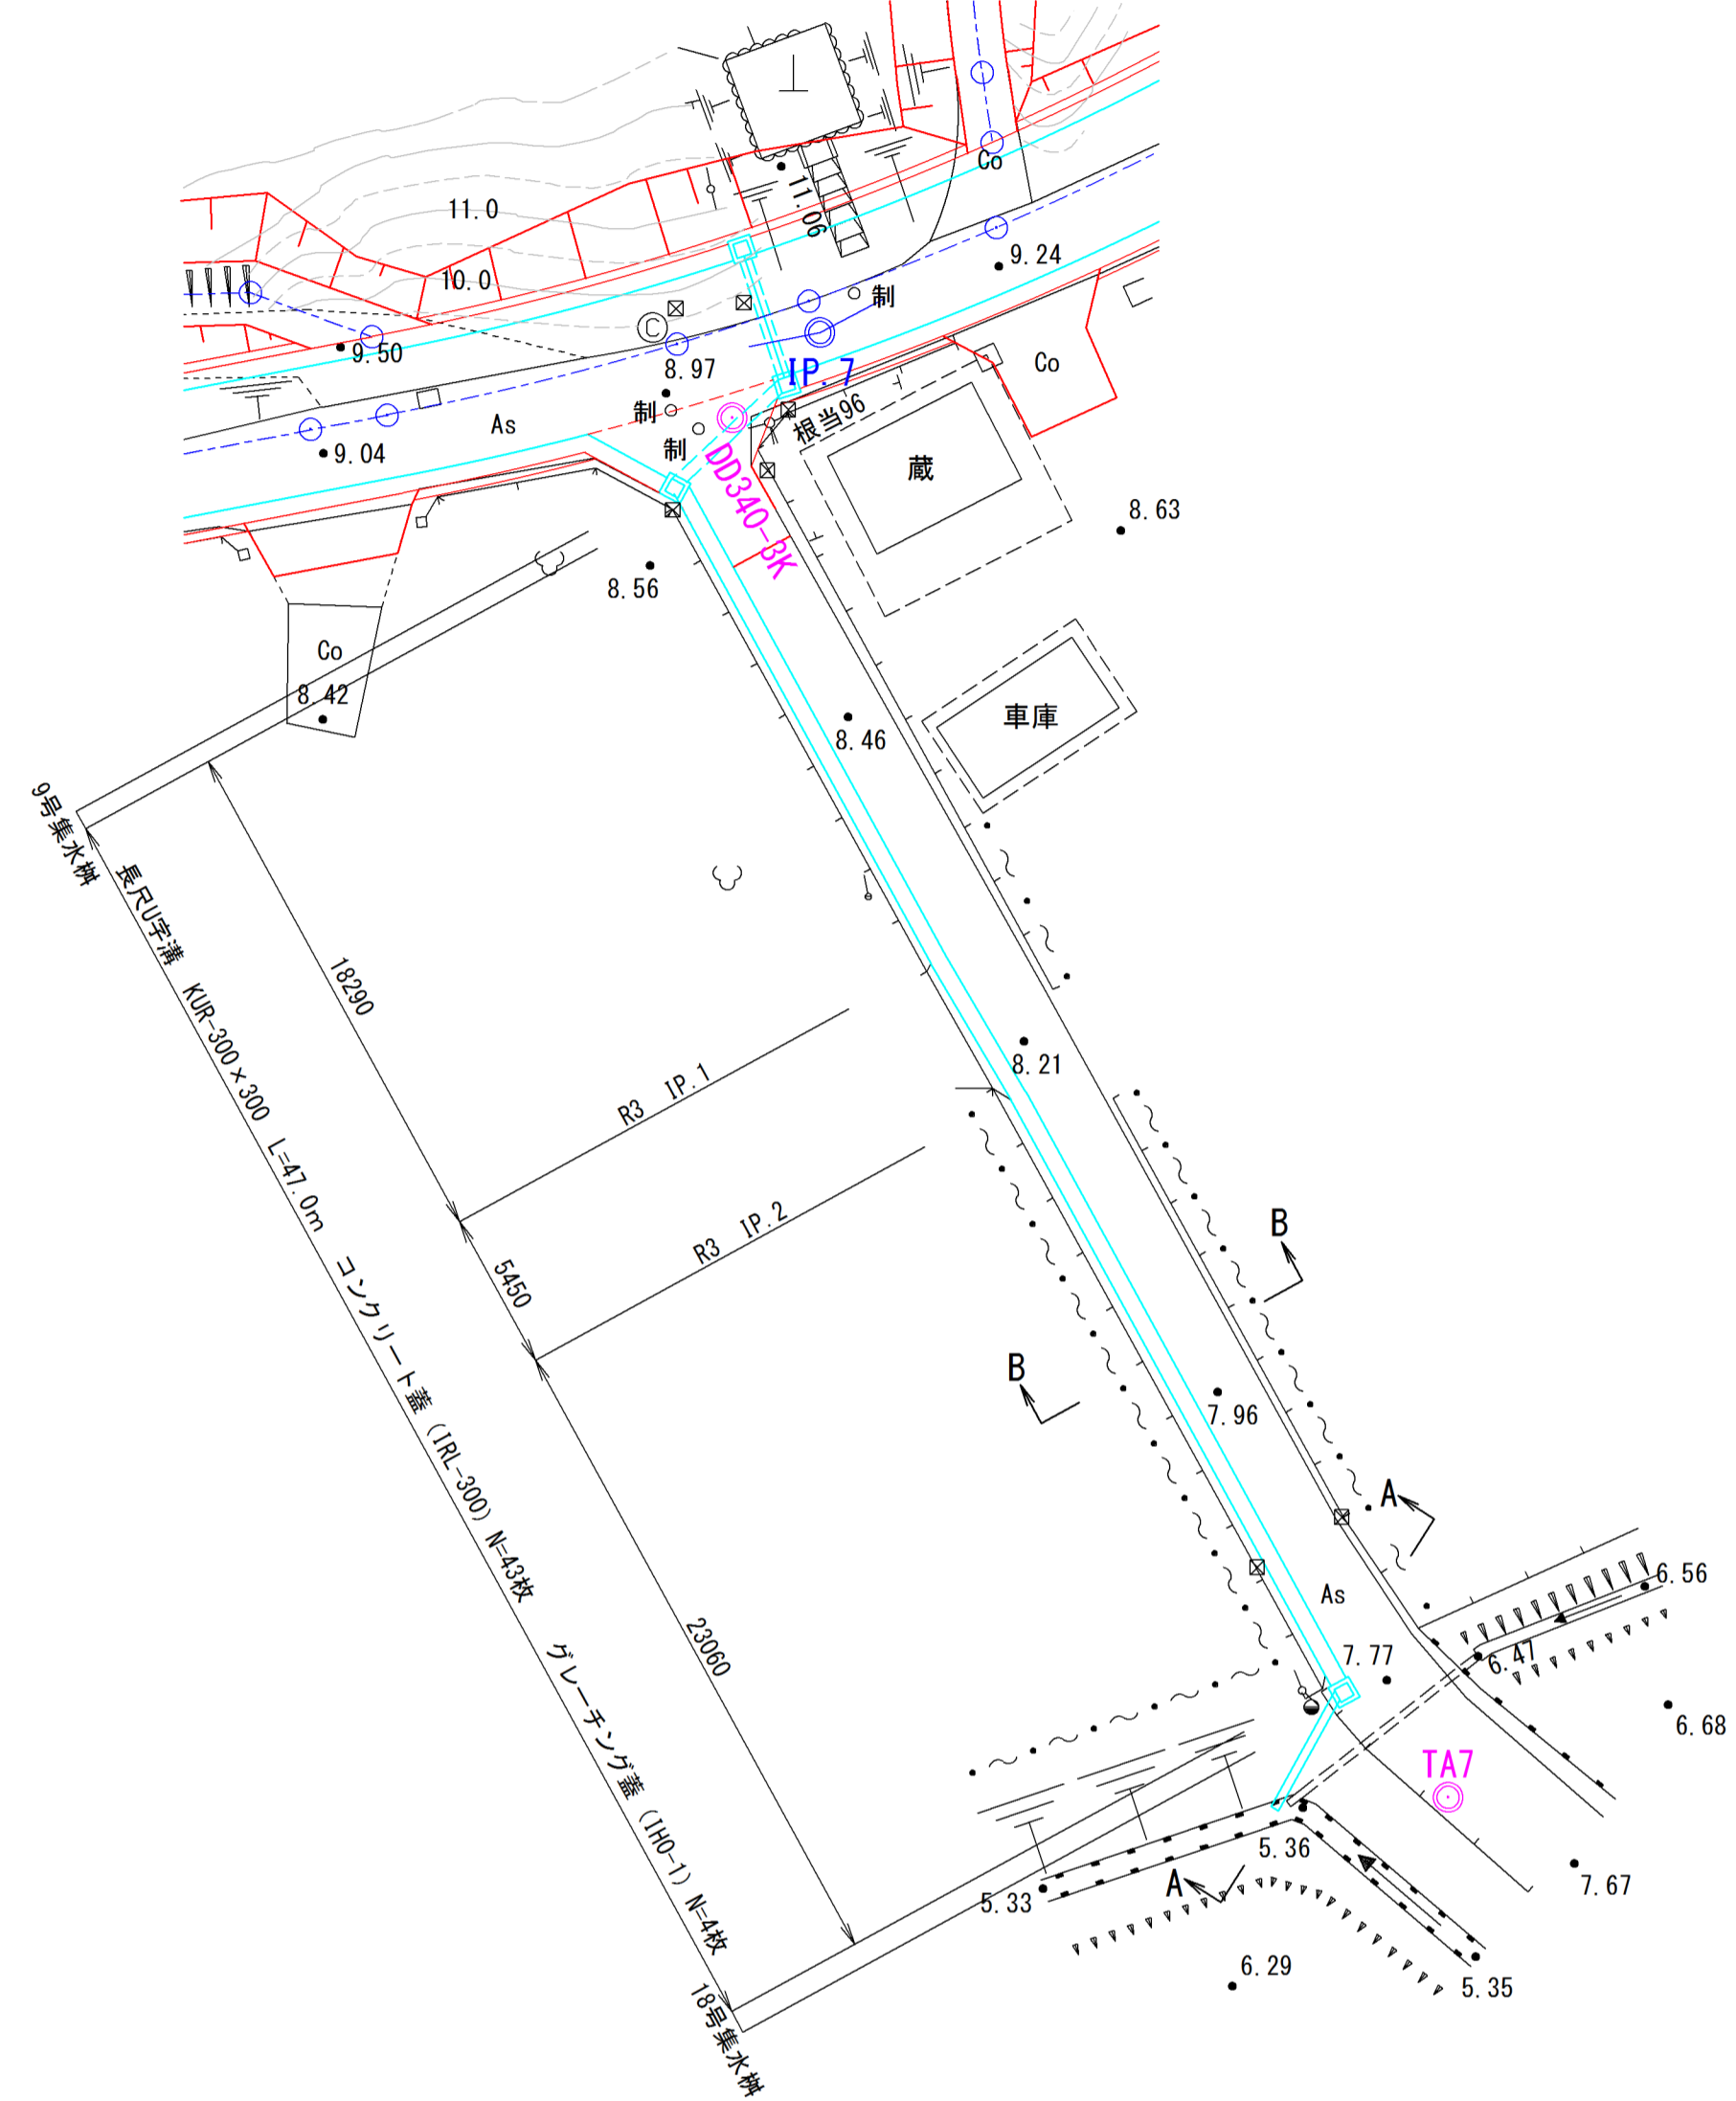 11.0
10.0
11.06
Co
9.24
制
9.50
8.97
IP.7
Co
制
As
9.04
制
根当96
蔵
DD340-3K
8.63
8.56
Co
8.42
8.46
車庫
9号集水桝
長尺U字溝 KUR-300×300 L=47.0m コンクリート蓋(IRL-300)N=43枚 グレーチング蓋(IHO-1)N=4枚
18290
R3 IP.1
8.21
5450
R3 IP.2
B
B
7.96
A
As
6.56
23060
7.77
6.47
6.68
TA7
5.36
7.67
A
5.33
6.29
5.35
18号集水桝